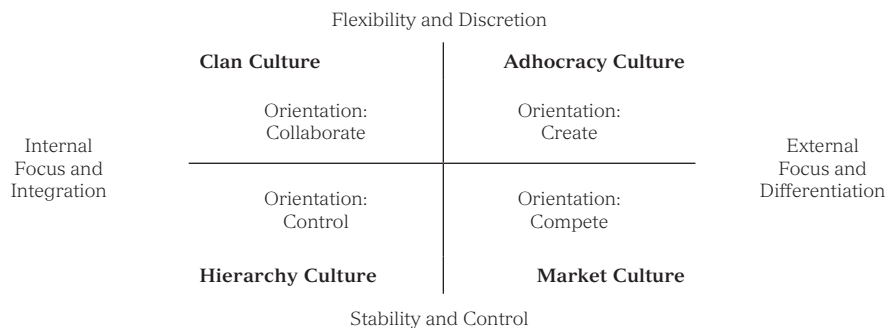 Flexibility and Discretion
Clan Culture
Adhocracy Culture
Orientation:
Collaborate
Orientation:
Create
Internal
Focus and
Integration
External
Focus and
Differentiation
Orientation:
Control
Orientation:
Compete
Hierarchy Culture
Market Culture
Stability and Control